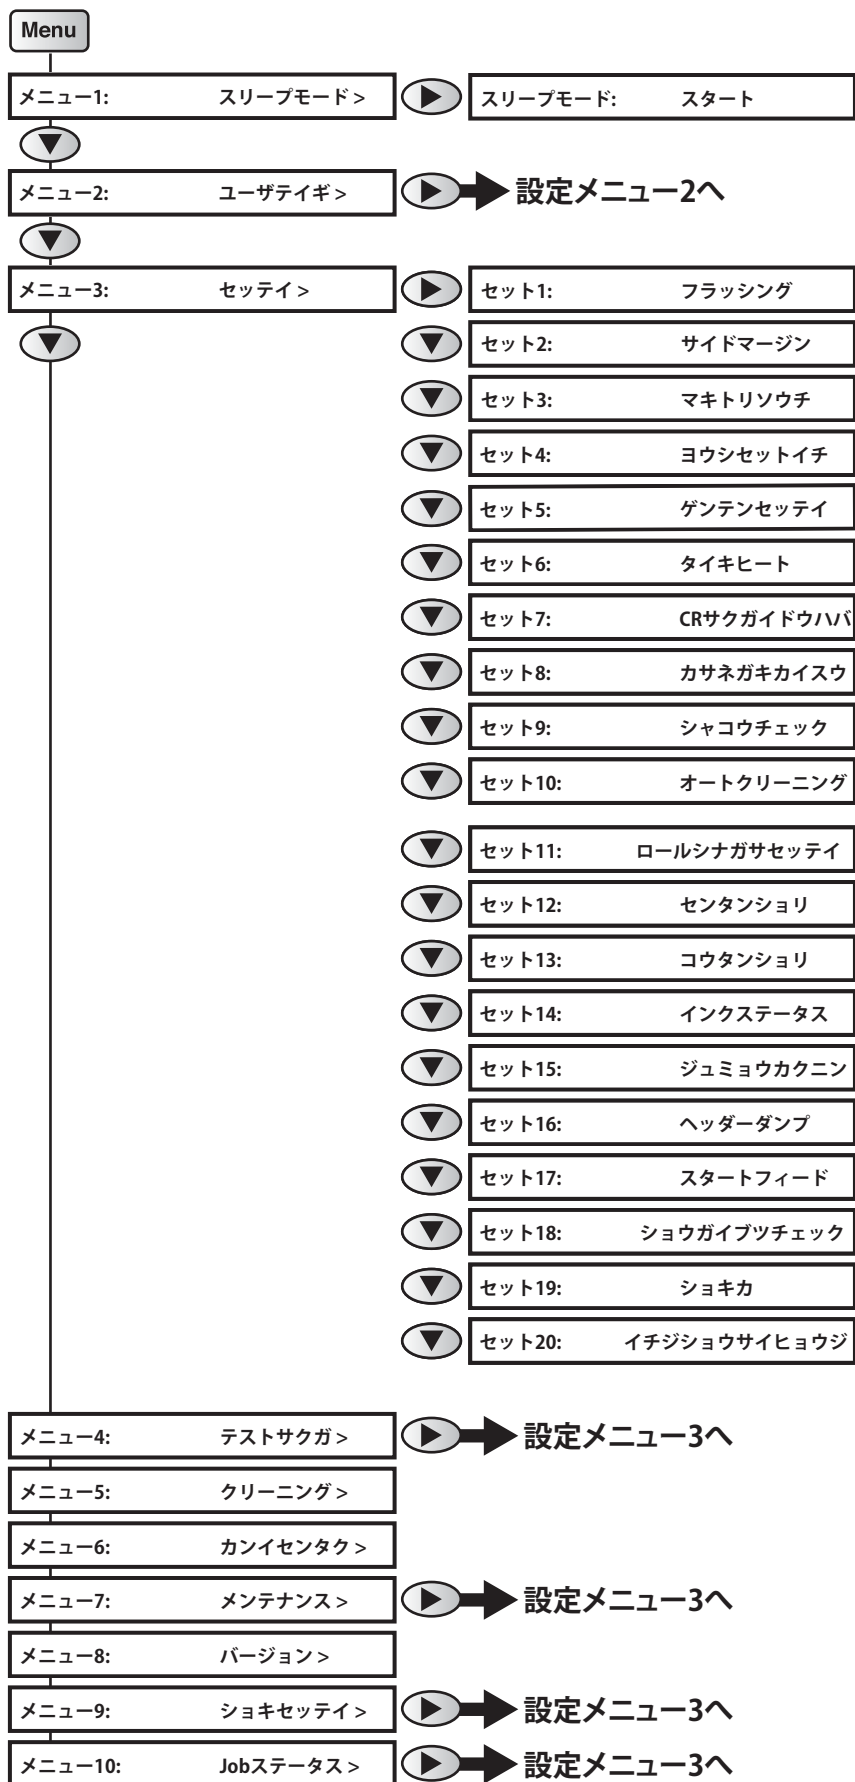 Menu
メニュー1: スリープモード > スリープモード: スタート
メニュー2: ユーザテイギ > 設定メニュー2へ
メニュー3: セッテイ > セット1: フラッシング
セット2: サイドマージン
セット3: マキトリソウチ
セット4: ヨウシセットイチ
セット5: ゲンテンセッテイ
セット6: タイキヒート
セット7: CRサクガイドウハバ
セット8: カサネガキカイスウ
セット9: シャコウチェック
セット10: オートクリーニング
セット11: ロールシナガサセッテイ
セット12: センタンショリ
セット13: コウタンショリ
セット14: インクステータス
セット15: ジュミョウカクニン
セット16: ヘッダーダンプ
セット17: スタートフィード
セット18: ショウガイブツチェック
セット19: ショキカ
セット20: イチジショウサイヒョウジ
メニュー4: テストサクガ > 設定メニュー3へ
メニュー5: クリーニング >
メニュー6: カンイセンタク >
メニュー7: メンテナンス > 設定メニュー3へ
メニュー8: バージョン >
メニュー9: ショキセッテイ > 設定メニュー3へ
メニュー10: Jobステータス > 設定メニュー3へ